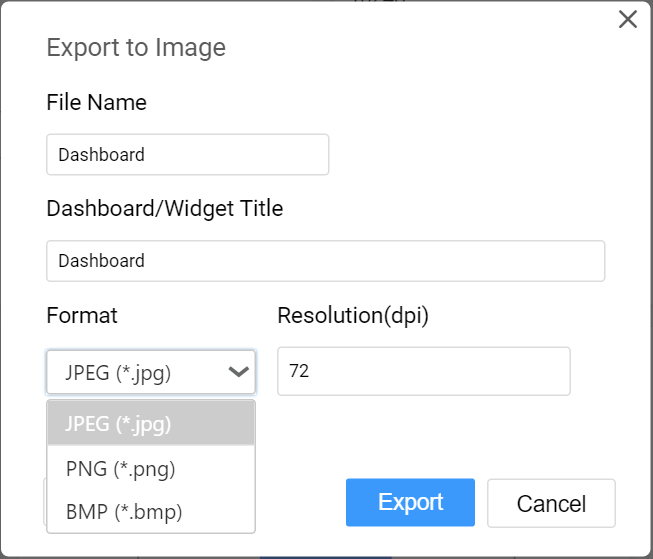 Export to Image
File Name
Dashboard
Dashboard/Widget Title
Dashboard
Format
Resolution(dpi)
JPEG (*.jpg)
72
JPEG (*.jpg)
PNG (*.png)
BMP (*.bmp)
Export
Cancel